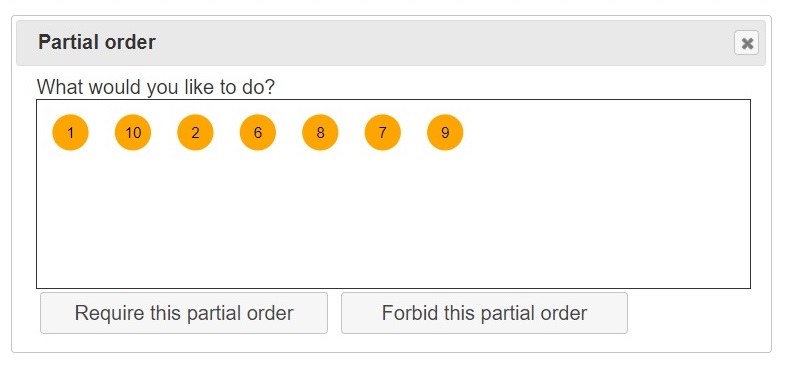 Partial order
What would you like to do?
1 10 2 6 8 7 9
Require this partial order Forbid this partial order